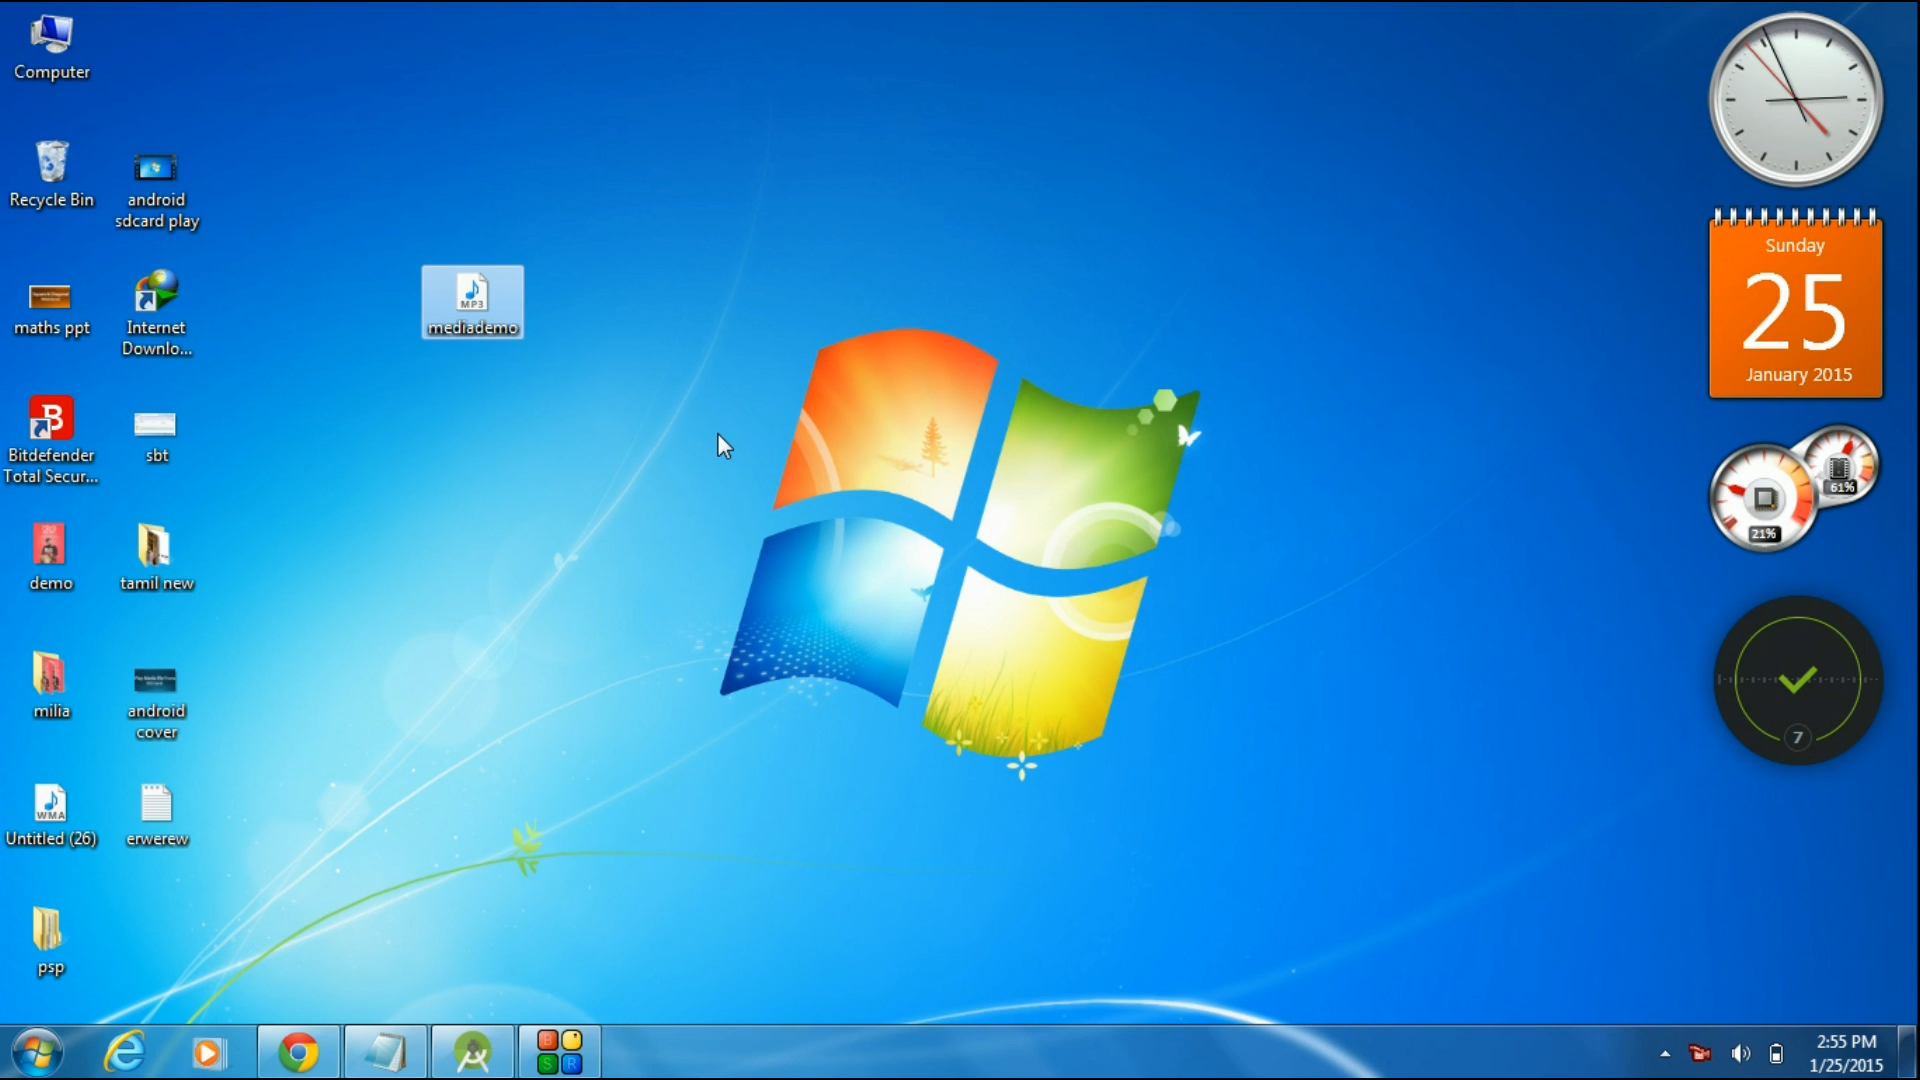 Computer
Recycle Bin
android
sdcard play
maths ppt
Internet
Downlo...
MP3
mediademo
B
Bitdefender
Total Secur...
sbt
demo
tamil new
milia
android
cover
WMA
Untitled (26)
erwerew
psp
Sunday
25
January 2015
61%
21%
7
B
S R
2:55 PM
1/25/2015